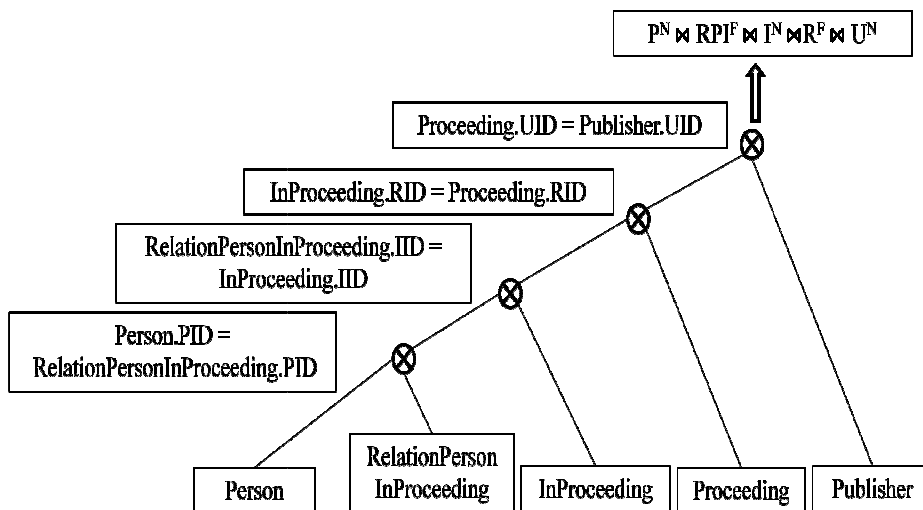 Pᴺ ⋈ RPIᶠ ⋈ Iᴺ ⋈Rᶠ ⋈ Uᴺ
Proceeding.UID = Publisher.UID
InProceeding.RID = Proceeding.RID
RelationPersonInProceeding.IID =
InProceeding.IID
Person.PID =
RelationPersonInProceeding.PID
Person
RelationPerson
InProceeding
InProceeding
Proceeding
Publisher